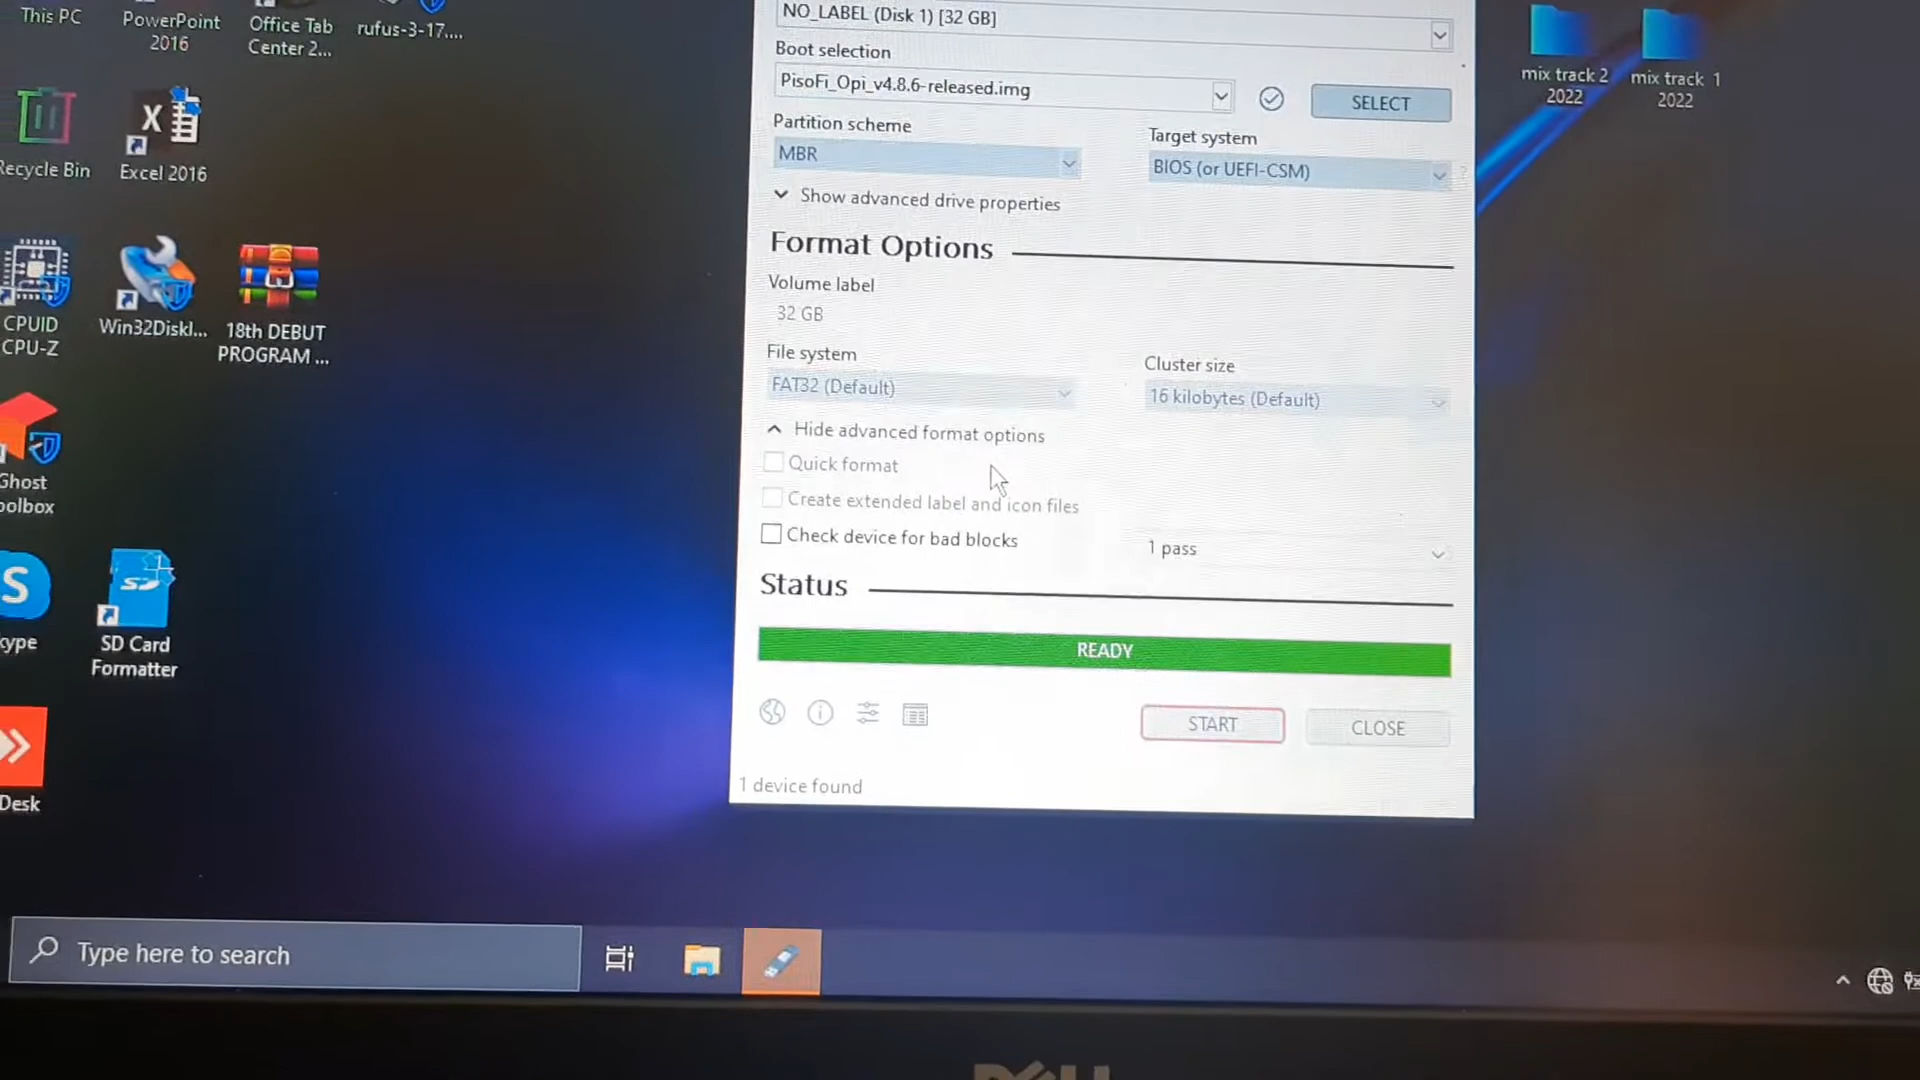 This PC
PowerPoint
2016
Office Tab
Center 2...
rufus-3-17....
Recycle Bin
Excel 2016
CPUID
CPU-Z
Win32DiskI...
18th DEBUT
PROGRAM ...
Ghost
oolbox
kype
SD Card
Formatter
Desk
NO_LABEL (Disk 1) [32 GB]
Boot selection
PisoFi_Opi_v4.8.6-released.img
SELECT
Partition scheme
Target system
MBR
BIOS (or UEFI-CSM)
?
Show advanced drive properties
Format Options
Volume label
32 GB
File system
Cluster size
FAT32 (Default)
16 kilobytes (Default)
Hide advanced format options
Quick format
Create extended label and icon files
Check device for bad blocks
1 pass
Status
READY
START
CLOSE
1 device found
mix track 2
2022
mix track 1
2022
Type here to search
DELL